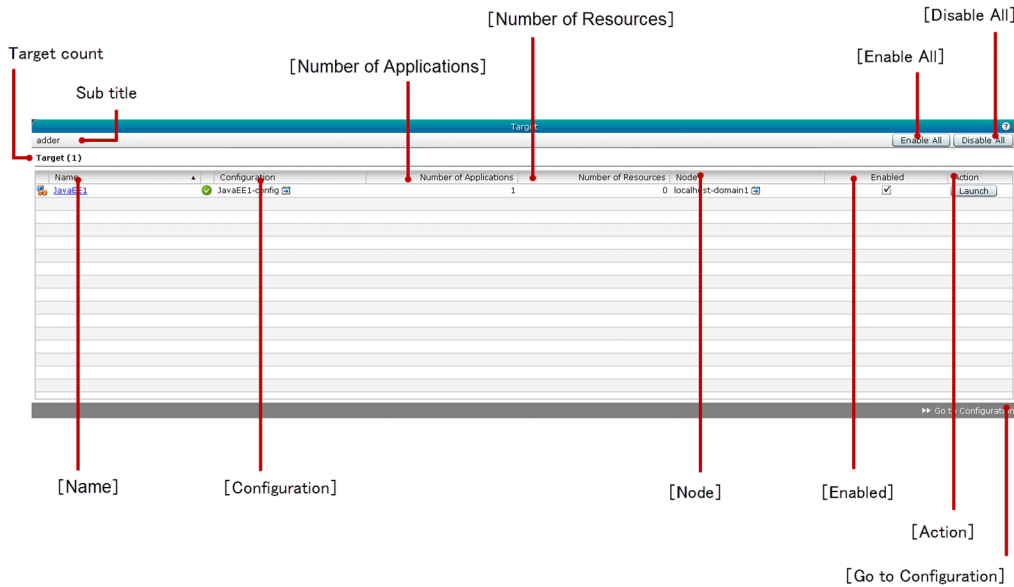 [Number of Resources]
[Disable All]
Target count
[Enable All]
[Number of Applications]
Sub title
Target
?
adder
Enable All
Disable All
Target (1)
Name
Configuration
Number of Applications
Number of Resources
Node
Enabled
Action
JavaEE1
JavaEE1-config
1
0
localhost-domain1
Launch
Go to Configuration
[Name]
[Configuration]
[Node]
[Enabled]
[Action]
[Go to Configuration]